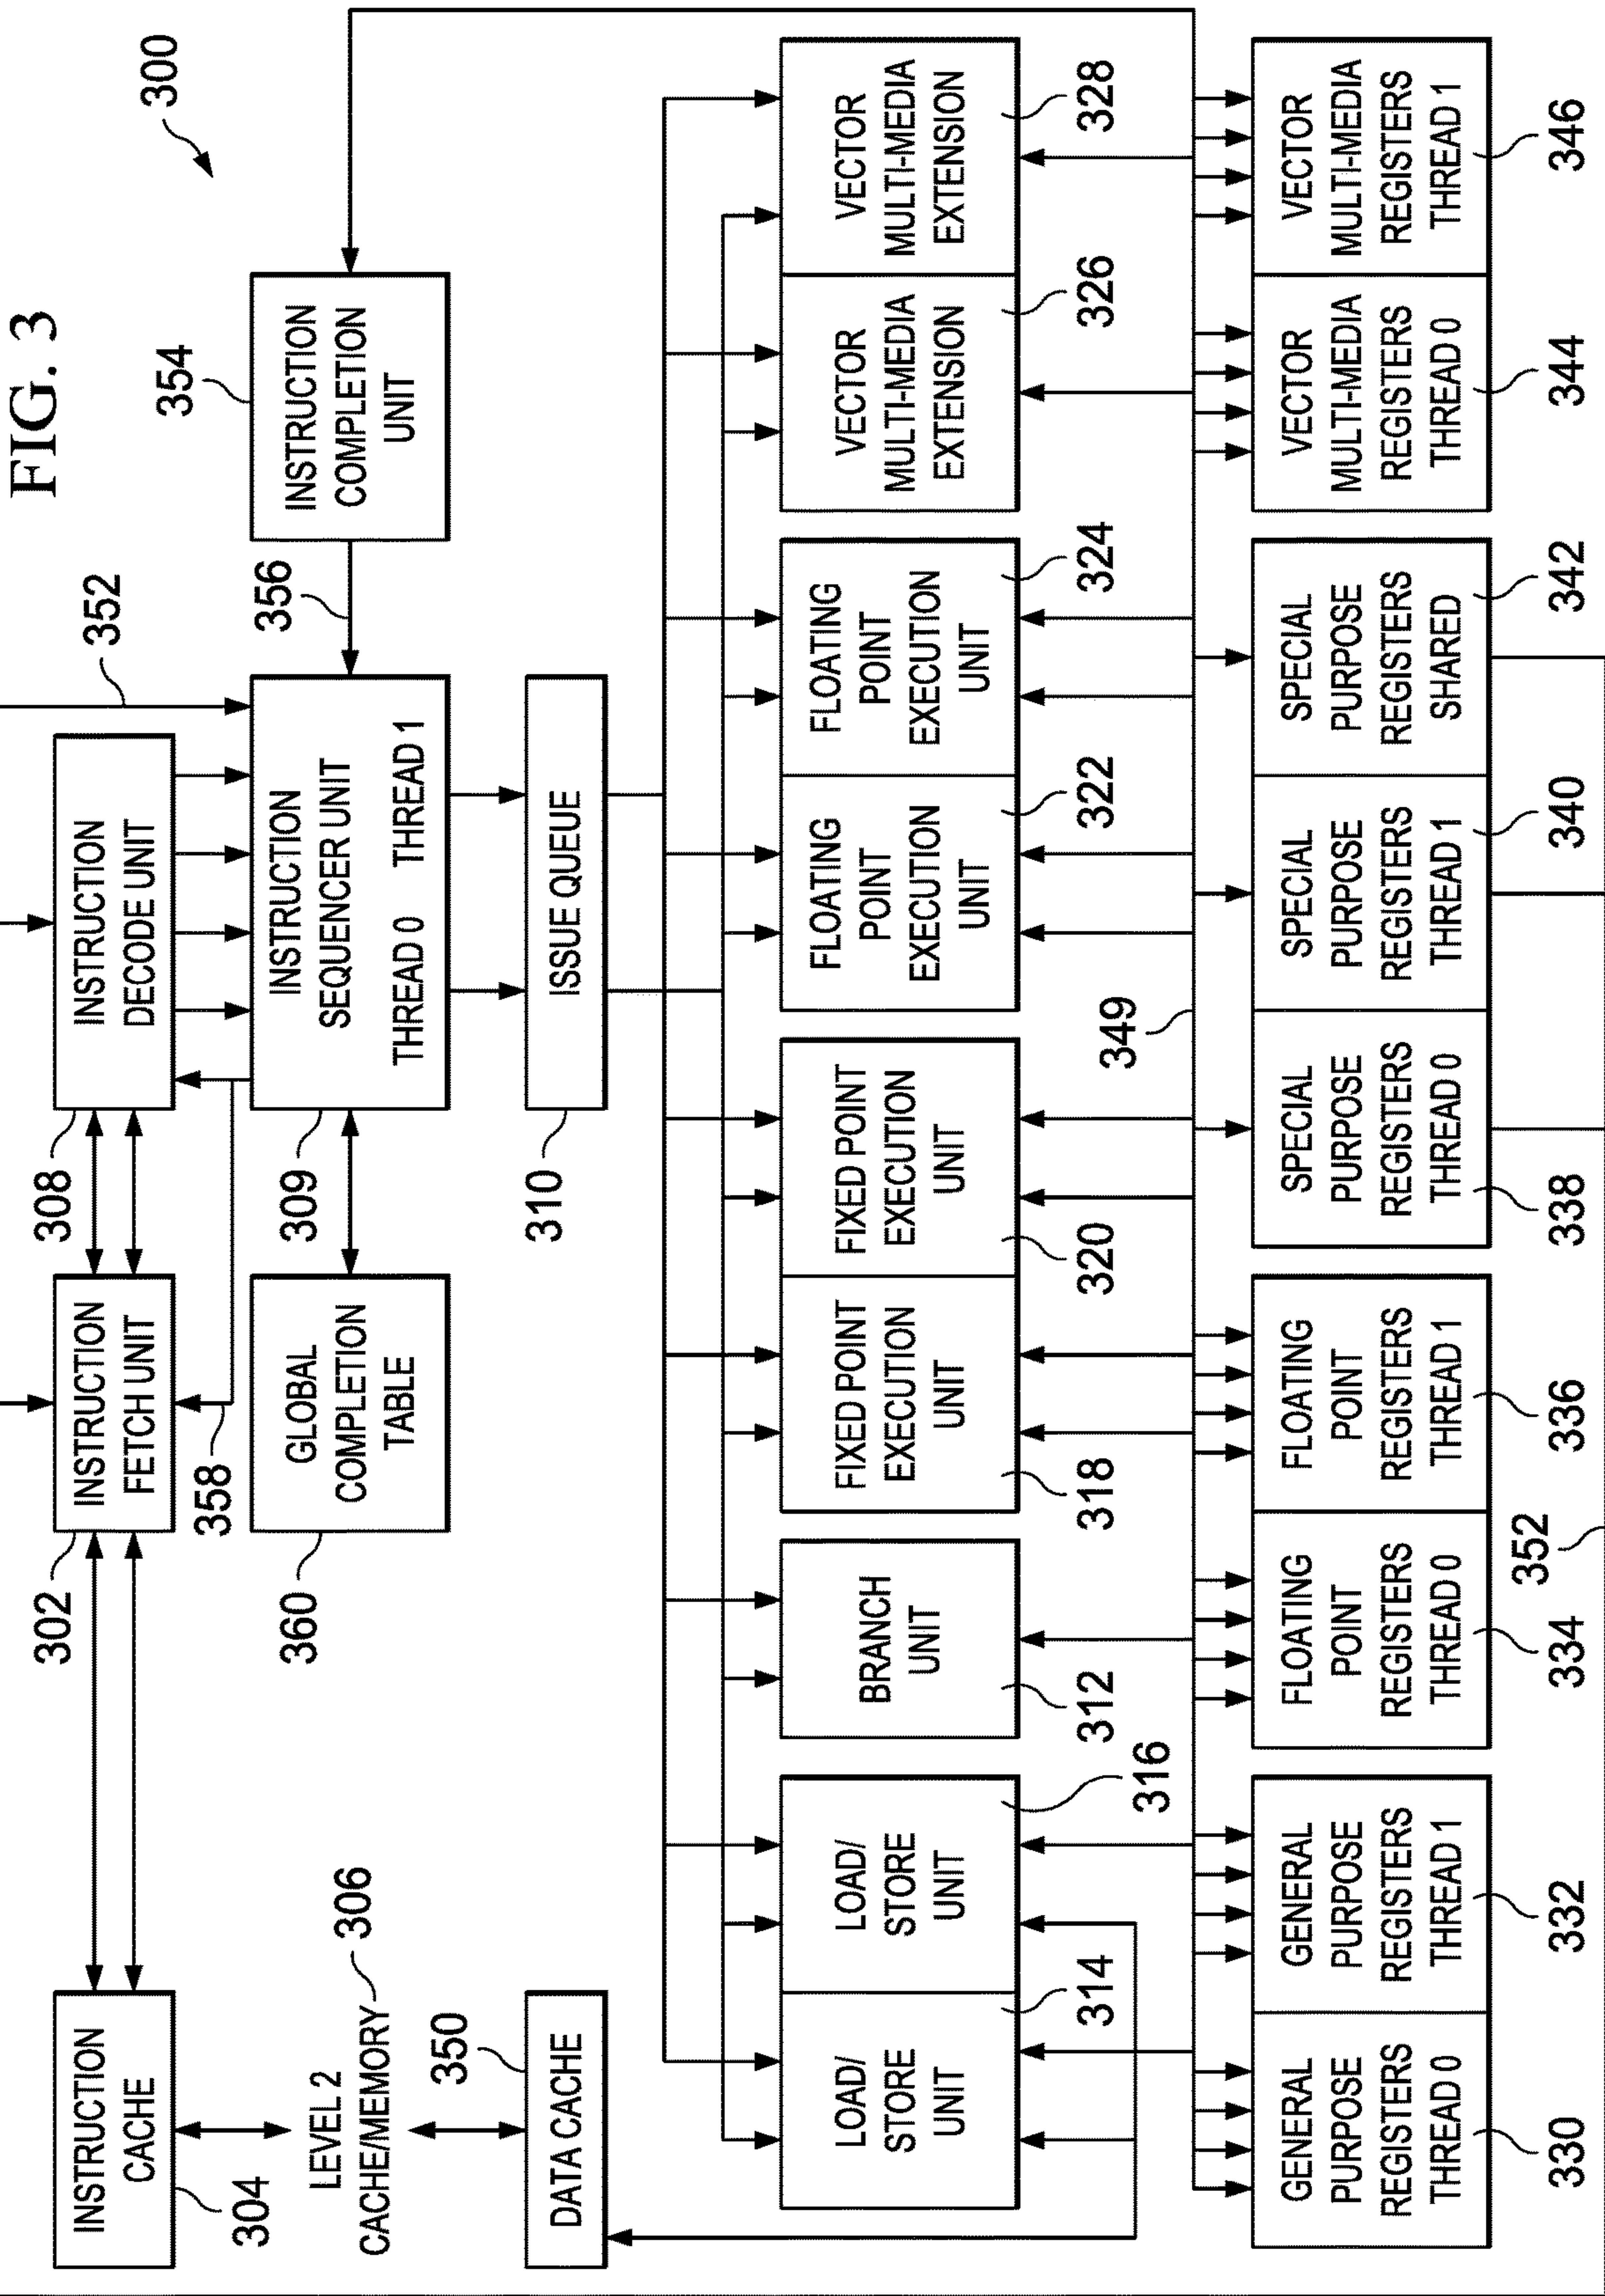 FIG. 3
300
INSTRUCTION
CACHE
304
302
INSTRUCTION
FETCH UNIT
308
INSTRUCTION
DECODE UNIT
352
354
LEVEL 2
CACHE/MEMORY
306
358
360
GLOBAL
COMPLETION
TABLE
309
INSTRUCTION
SEQUENCER UNIT
THREAD 0 THREAD 1
356
INSTRUCTION
COMPLETION
UNIT
350
DATA CACHE
310
ISSUE QUEUE
LOAD/
STORE
UNIT
314
LOAD/
STORE
UNIT
316
BRANCH
UNIT
312
FIXED POINT
EXECUTION
UNIT
318
FIXED POINT
EXECUTION
UNIT
320
FLOATING
POINT
EXECUTION
UNIT
322
FLOATING
POINT
EXECUTION
UNIT
324
VECTOR
MULTI-MEDIA
EXTENSION
326
VECTOR
MULTI-MEDIA
EXTENSION
328
349
GENERAL
PURPOSE
REGISTERS
THREAD 0
330
GENERAL
PURPOSE
REGISTERS
THREAD 1
332
FLOATING
POINT
REGISTERS
THREAD 0
334
FLOATING
POINT
REGISTERS
THREAD 1
336
SPECIAL
PURPOSE
REGISTERS
THREAD 0
338
SPECIAL
PURPOSE
REGISTERS
THREAD 1
340
SPECIAL
PURPOSE
REGISTERS
SHARED
342
VECTOR
MULTI-MEDIA
REGISTERS
THREAD 0
344
VECTOR
MULTI-MEDIA
REGISTERS
THREAD 1
346
352